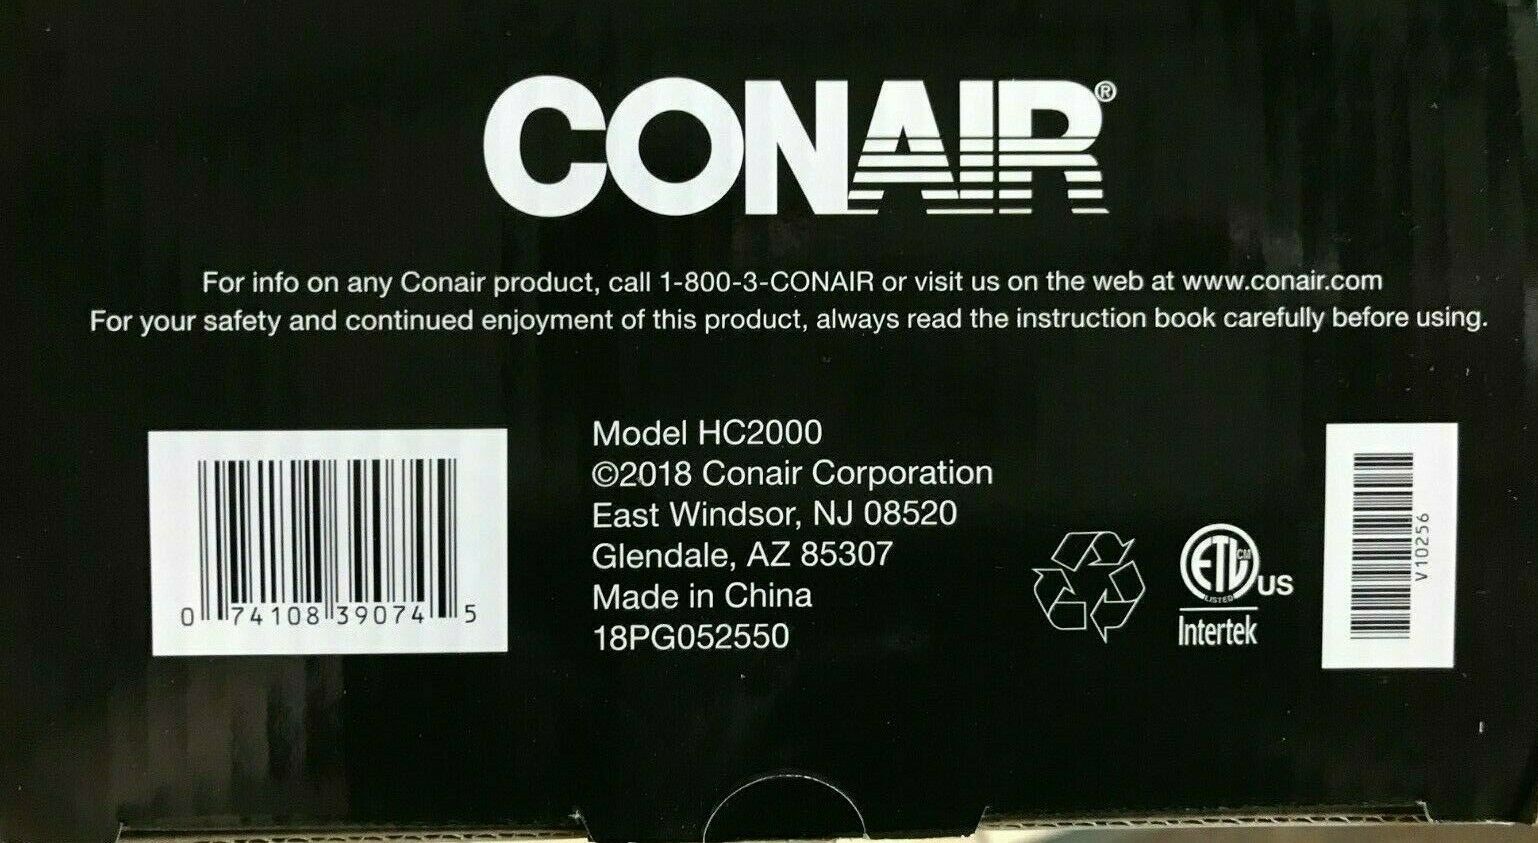 CONAIR®
For info on any Conair product, call 1-800-3-CONAIR or visit us on the web at www.conair.com
For your safety and continued enjoyment of this product, always read the instruction book carefully before using.
0 74108 39074 5
Model HC2000
©2018 Conair Corporation
East Windsor, NJ 08520
Glendale, AZ 85307
Made in China
18PG052550
ETL CM
LISTED
US
Intertek
V10256